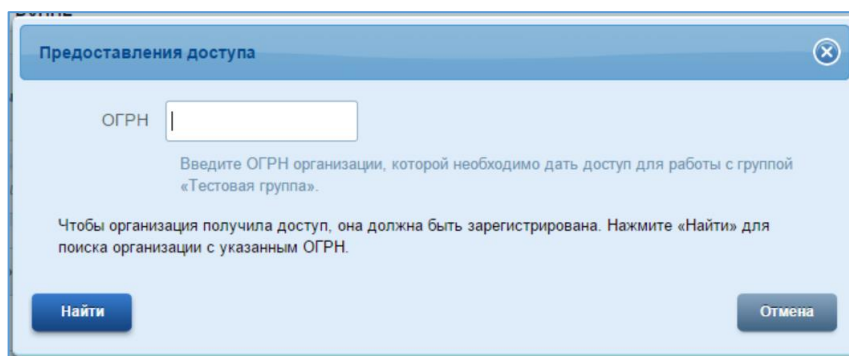 Предоставления доступа
ОГРН
Введите ОГРН организации, которой необходимо дать доступ для работы с группой
«Тестовая группа».
Чтобы организация получила доступ, она должна быть зарегистрирована. Нажмите «Найти» для
поиска организации с указанным ОГРН.
Найти
Отмена